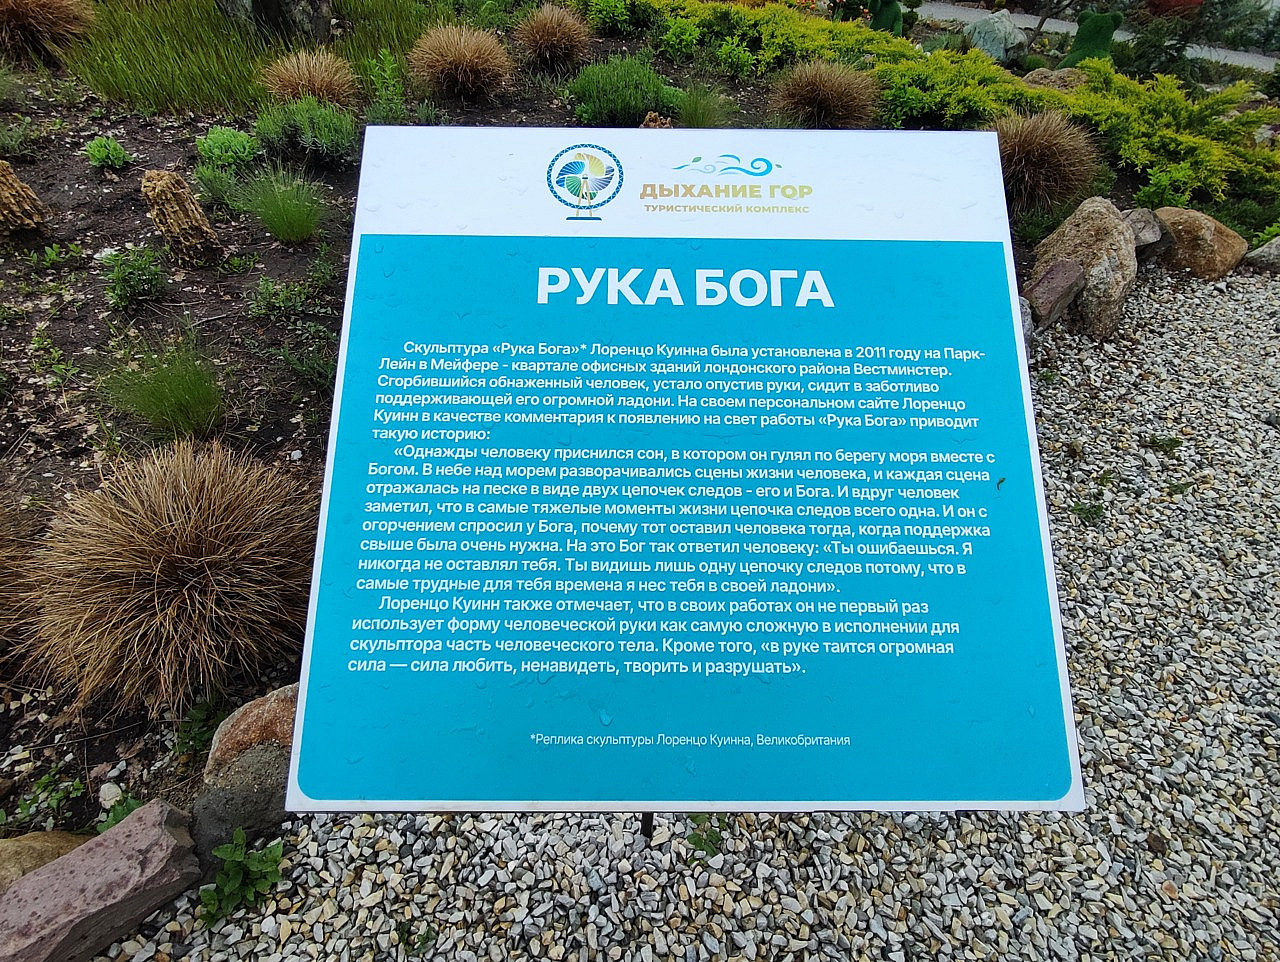 ДЫХАНИЕ ГОР
ТУРИСТИЧЕСКИЙ КОМПЛЕКС
РУКА БОГА
Скульптура «Рука Бога»* Лоренцо Куинна была установлена в 2011 году на Парк-
Лейн в Мейфере - квартале офисных зданий лондонского района Вестминстер.
Сгорбившийся обнаженный человек, устало опустив руки, сидит в заботливо
поддерживающей его огромной ладони. На своем персональном сайте Лоренцо
Куинн в качестве комментария к появлению на свет работы «Рука Бога» приводит
такую историю:
«Однажды человеку приснился сон, в котором он гулял по берегу моря вместе с
Богом. В небе над морем разворачивались сцены жизни человека, и каждая сцена
отражалась на песке в виде двух цепочек следов - его и Бога. И вдруг человек
заметил, что в самые тяжелые моменты жизни цепочка следов всего одна. И он с
огорчением спросил у Бога, почему тот оставил человека тогда, когда поддержка
свыше была очень нужна. На это Бог так ответил человеку: «Ты ошибаешься. Я
никогда не оставлял тебя. Ты видишь лишь одну цепочку следов потому, что в
самые трудные для тебя времена я нес тебя в своей ладони».
Лоренцо Куинн также отмечает, что в своих работах он не первый раз
использует форму человеческой руки как самую сложную в исполнении для
скульптора часть человеческого тела. Кроме того, «в руке таится огромная
сила — сила любить, ненавидеть, творить и разрушать».
*Реплика скульптуры Лоренцо Куинна, Великобритания